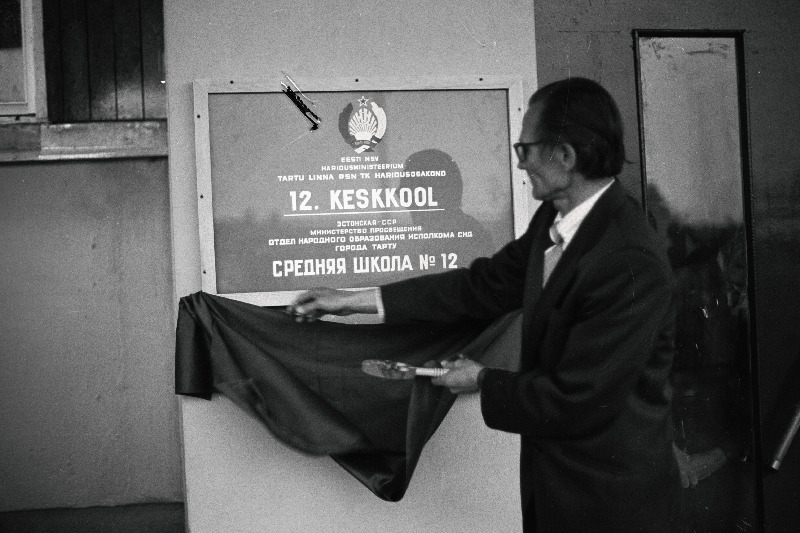 EESTI NSV
HARIDUSMINISTEERIUM
TARTU LINNA RSN TK HARIDUSOSAKOND
12. KESKKOOL
ЭСТОНСКАЯ ССР
МИНИСТЕРСТВО ПРОСВЕЩЕНИЯ
ОТДЕЛ НАРОДНОГО ОБРАЗОВАНИЯ ИСПОЛКОМА СНД
ГОРОДА ТАРТУ
СРЕДНЯЯ ШКОЛА № 12